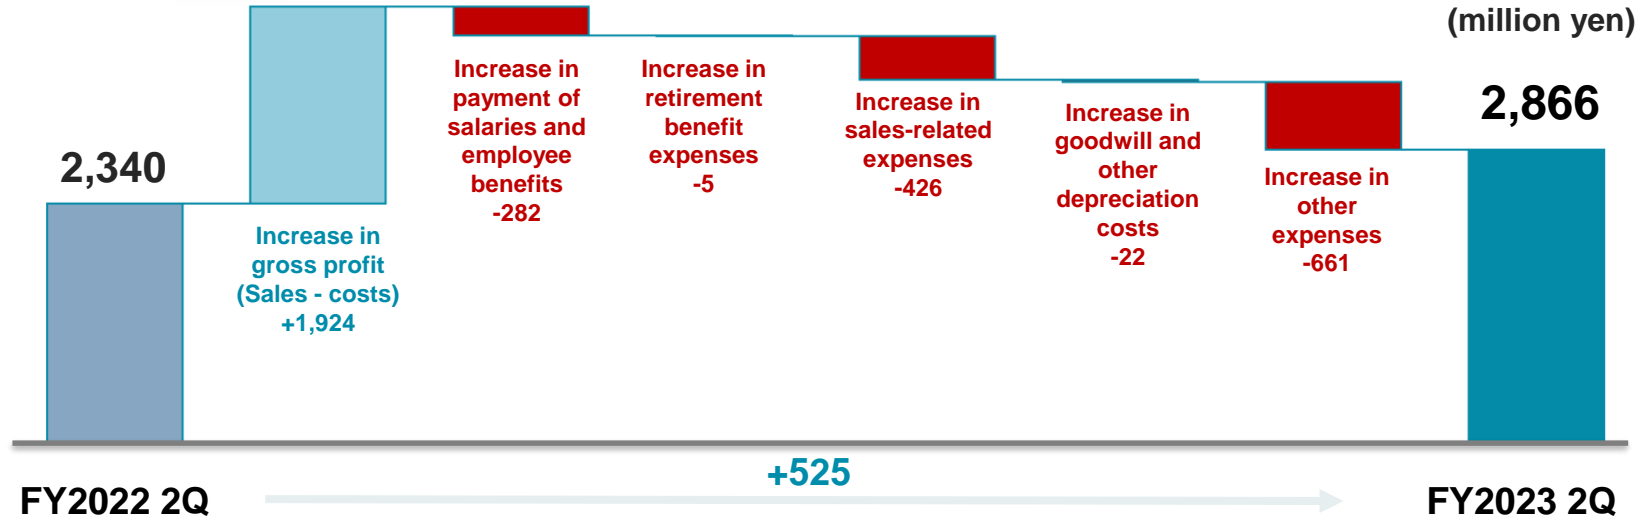 (million yen)
2,340
Increase in
gross profit
(Sales - costs)
+1,924
Increase in
payment of
salaries and
employee
benefits
-282
Increase in
retirement
benefit
expenses
-5
Increase in
sales-related
expenses
-426
Increase in
goodwill and
other
depreciation
costs
-22
Increase in
other
expenses
-661
2,866
+525
FY2022 2Q
FY2023 2Q